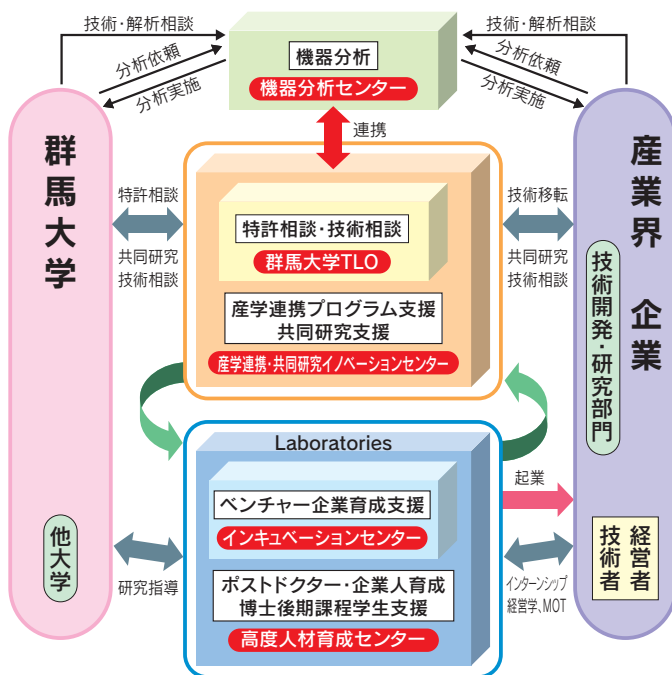 技術・解析相談
分析依頼
分析実施
機器分析
機器分析センター
技術・解析相談
分析依頼
分析実施
連携
群馬大学
他大学
特許相談
共同研究
技術相談
特許相談・技術相談
群馬大学TLO
産学連携プログラム支援
共同研究支援
産学連携・共同研究イノベーションセンター
技術移転
共同研究
技術相談
産業界 企業
技術開発・研究部門
経営者
技術者
Laboratories
ベンチャー企業育成支援
インキュベーションセンター
ポストドクター・企業人育成
博士後期課程学生支援
高度人材育成センター
研究指導
起業
インターンシップ
経営学、MOT